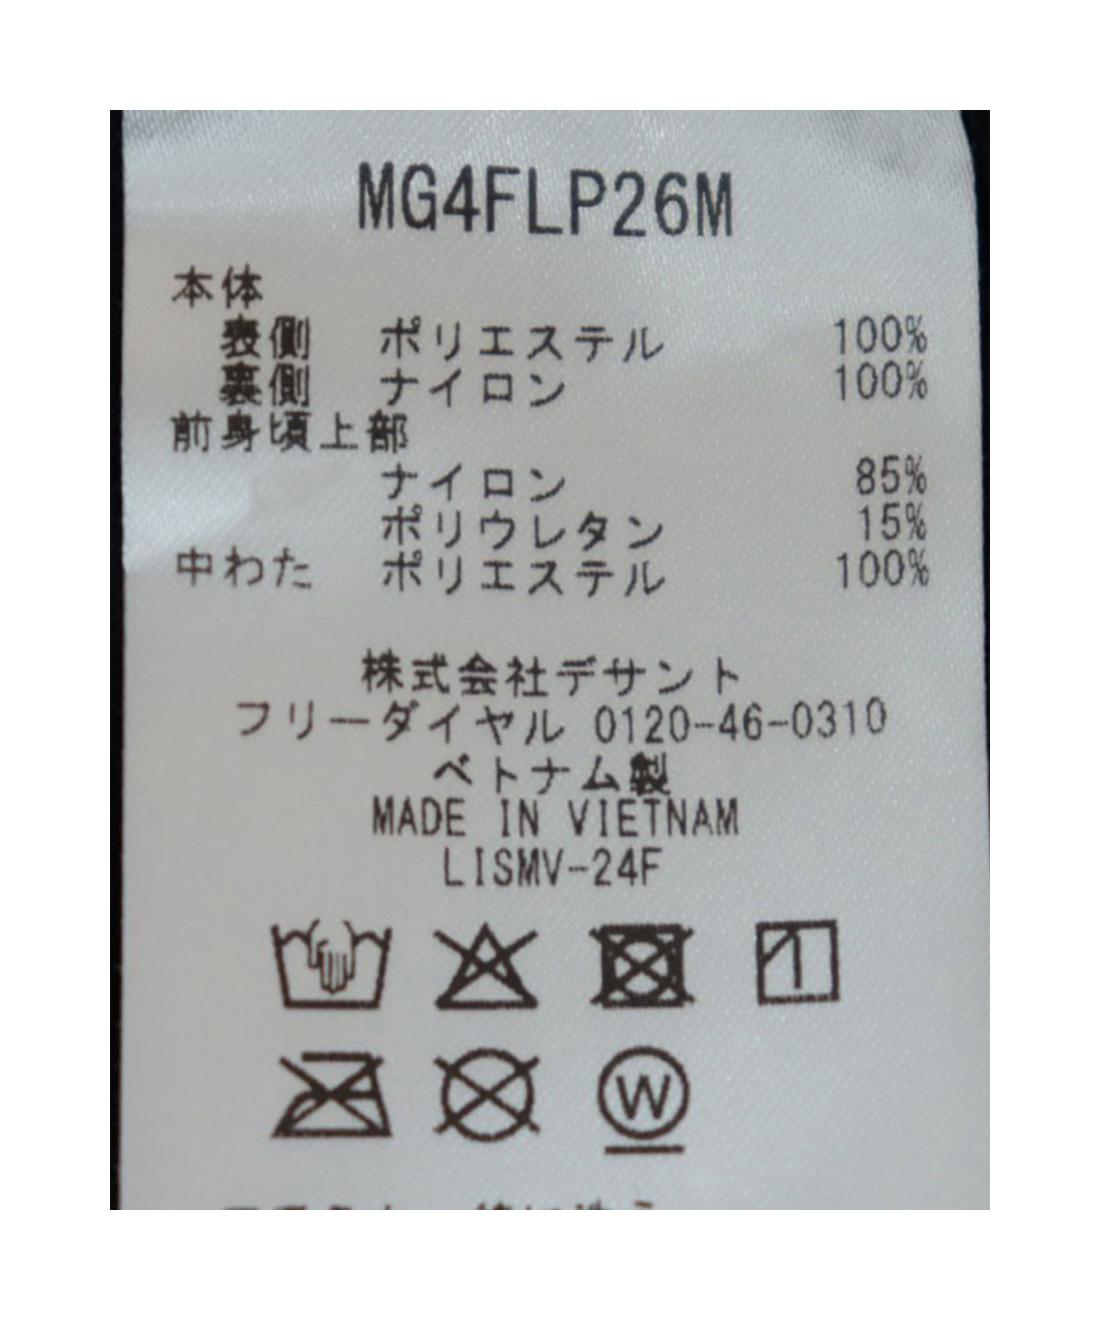 MG4FLP26M
本体
表側 ポリエステル 100%
裏側 ナイロン 100%
前身頃上部
ナイロン 85%
ポリウレタン 15%
中わた ポリエステル 100%
株式会社デサント
フリーダイヤル 0120-46-0310
ベトナム製
MADE IN VIETNAM
LISMV-24F
W